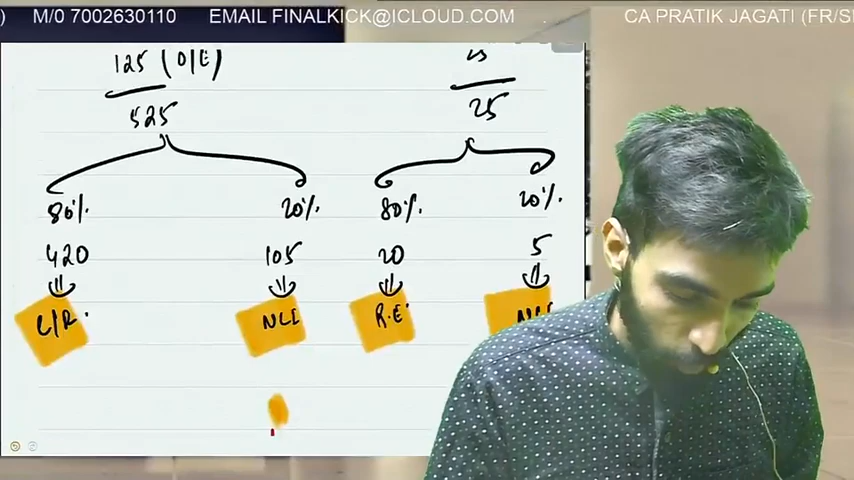 ) M/0 7002630110 EMAIL FINALKICK@ICLOUD.COM CA PRATIK JAGATI (FR/S
125 (O/E)
525 25
80% 20% 80% 20%
420 105 20 5
C/R. NCI R.E.